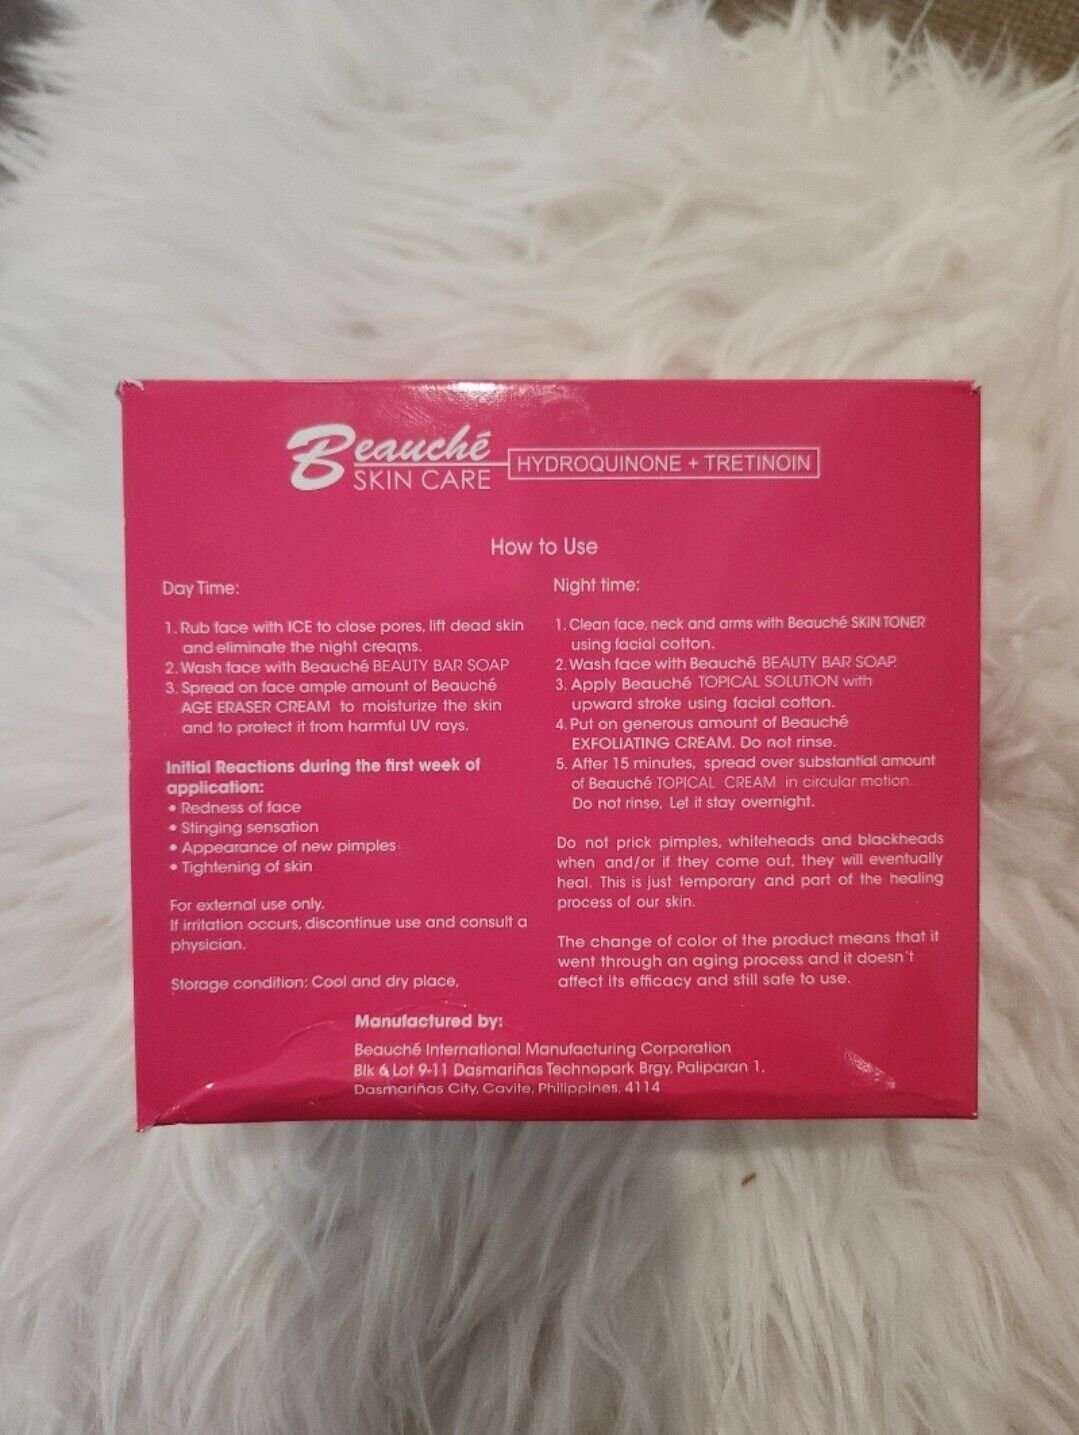 Beauché
SKIN CARE
HYDROQUINONE + TRETINOIN
How to Use
Day Time:
1. Rub face with ICE to close pores, lift dead skin
and eliminate the night creams.
2. Wash face with Beauché BEAUTY BAR SOAP
3. Spread on face ample amount of Beauché
AGE ERASER CREAM to moisturize the skin
and to protect it from harmful UV rays.
Initial Reactions during the first week of
application:
• Redness of face
• Stinging sensation
• Appearance of new pimples
• Tightening of skin
For external use only.
If irritation occurs, discontinue use and consult a
physician.
Storage condition: Cool and dry place,
Night time:
1. Clean face, neck and arms with Beauché SKIN TONER
using facial cotton.
2. Wash face with Beauché BEAUTY BAR SOAP.
3. Apply Beauché TOPICAL SOLUTION with
upward stroke using facial cotton.
4. Put on generous amount of Beauché
EXFOLIATING CREAM. Do not rinse.
5. After 15 minutes, spread over substantial amount
of Beauché TOPICAL CREAM in circular motion.
Do not rinse, Let it stay overnight.
Do not prick pimples, whiteheads and blackheads
when and/or if they come out, they will eventually
heal. This is just temporary and part of the healing
process of our skin.
The change of color of the product means that it
went through an aging process and it doesn't
affect its efficacy and still safe to use.
Manufactured by:
Beauché International Manufacturing Corporation
Blk 6 Lot 9-11 Dasmariñas Technopark Brgy. Paliparan 1,
Dasmariñas City, Cavite, Philippines, 4114